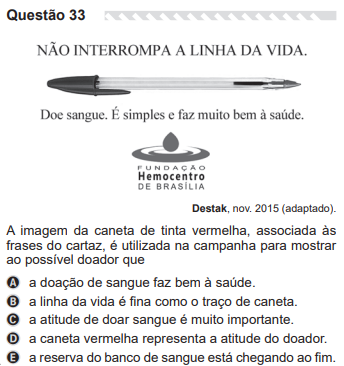 Questão 33
NÃO INTERROMPA A LINHA DA VIDA.
Doe sangue. É simples e faz muito bem à saúde.
FUNDAÇÃO
Hemocentro
DE BRASÍLIA
Destak, nov. 2015 (adaptado).
A imagem da caneta de tinta vermelha, associada às
frases do cartaz, é utilizada na campanha para mostrar
ao possível doador que
A a doação de sangue faz bem à saúde.
B a linha da vida é fina como o traço de caneta.
C a atitude de doar sangue é muito importante.
D a caneta vermelha representa a atitude do doador.
E a reserva do banco de sangue está chegando ao fim.